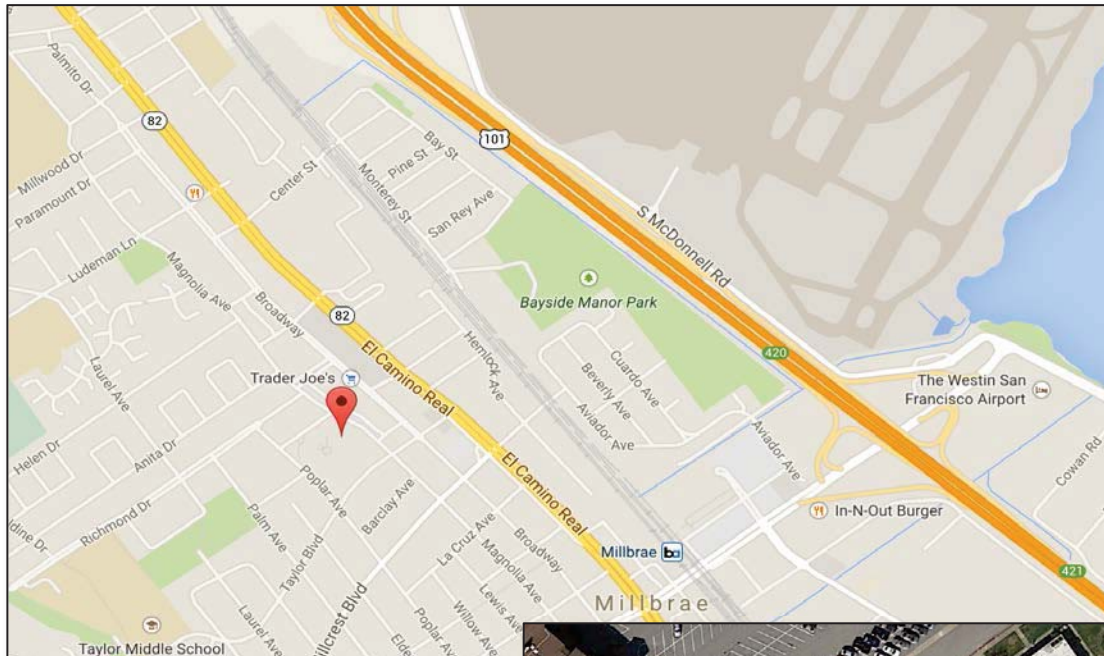 Palmito Dr
82
Millwood Dr
Paramount Dr
Center St
Monterey St
Pine St
Bay St
San Rey Ave
101
S McDonnell Rd
Ludeman Ln
Magnolia Ave
Broadway
82
El Camino Real
Bayside Manor Park
Laurel Ave
Trader Joe's
Hemlock Ave
Cuardo Ave
Beverly Ave
Aviador Ave
Aviador Ave
420
The Westin San
Francisco Airport
Helen Dr
Anita Dr
Richmond Dr
idine Dr
Poplar Ave
Barclay Ave
El Camino Real
Cowan Rd
In-N-Out Burger
Palm Ave
Taylor Blvd
La Cruz Ave
Broadway
Magnolia Ave
Millbrae ba
421
Millbrae
Hillcrest Blvd
Lewis Ave
Willow Ave
Laurel Ave
Poplar Ave
Elde
Taylor Middle School